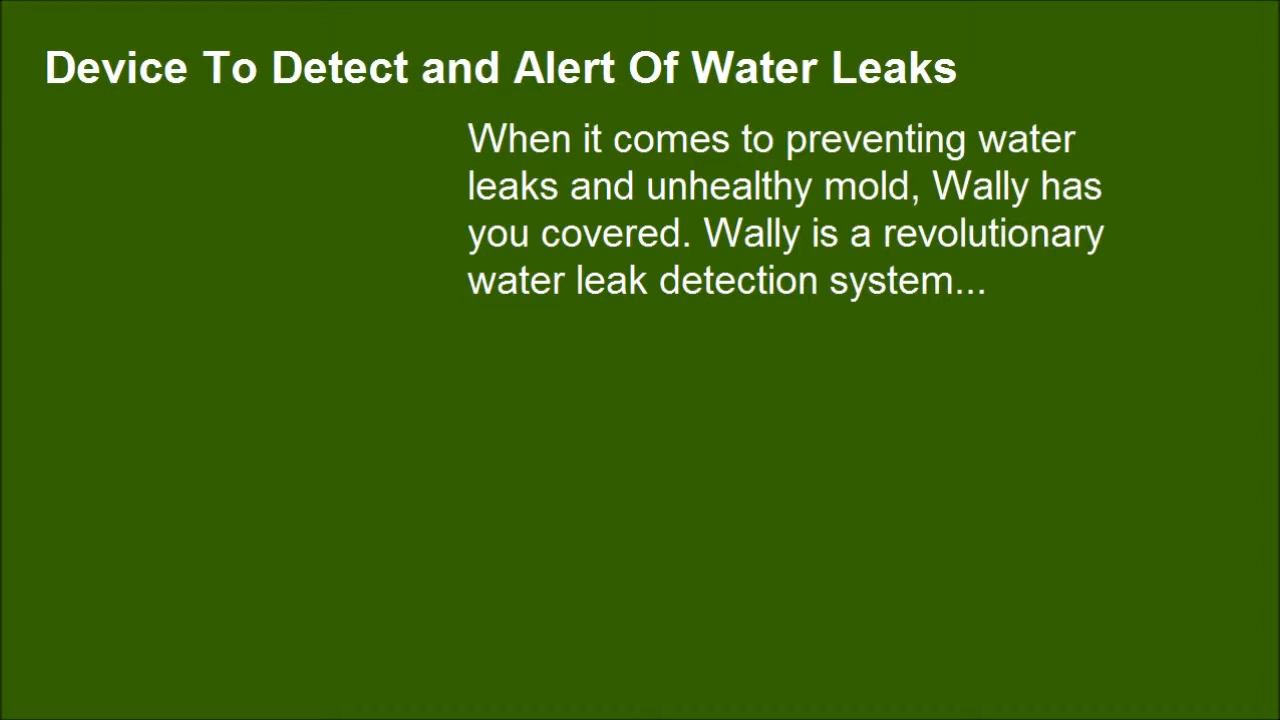 Device To Detect and Alert Of Water Leaks
When it comes to preventing water
leaks and unhealthy mold, Wally has
you covered. Wally is a revolutionary
water leak detection system...